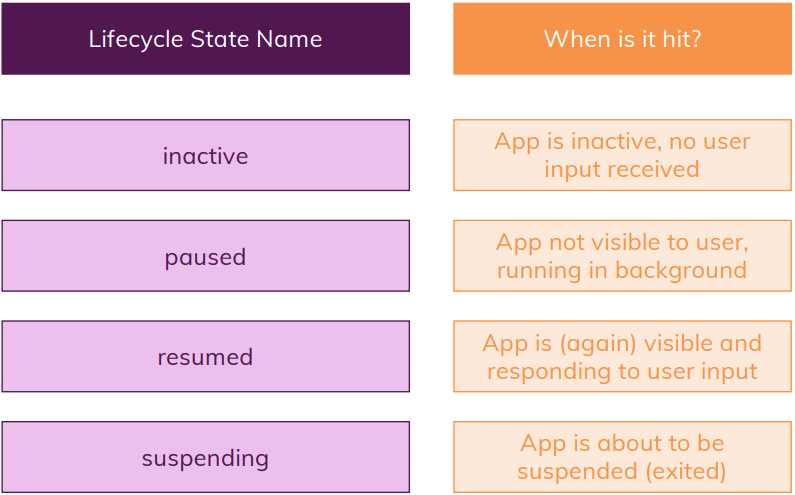 Lifecycle State Name
When is it hit?
inactive
App is inactive, no user
input received
paused
App not visible to user,
running in background
resumed
App is (again) visible and
responding to user input
suspending
App is about to be
suspended (exited)